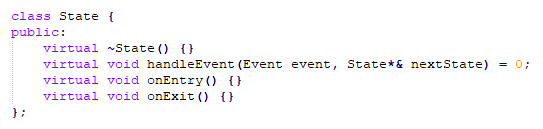 class State {
public:
    virtual ~State() {}
    virtual void handleEvent(Event event, State*& nextState) = 0;
    virtual void onEntry() {}
    virtual void onExit() {}
};